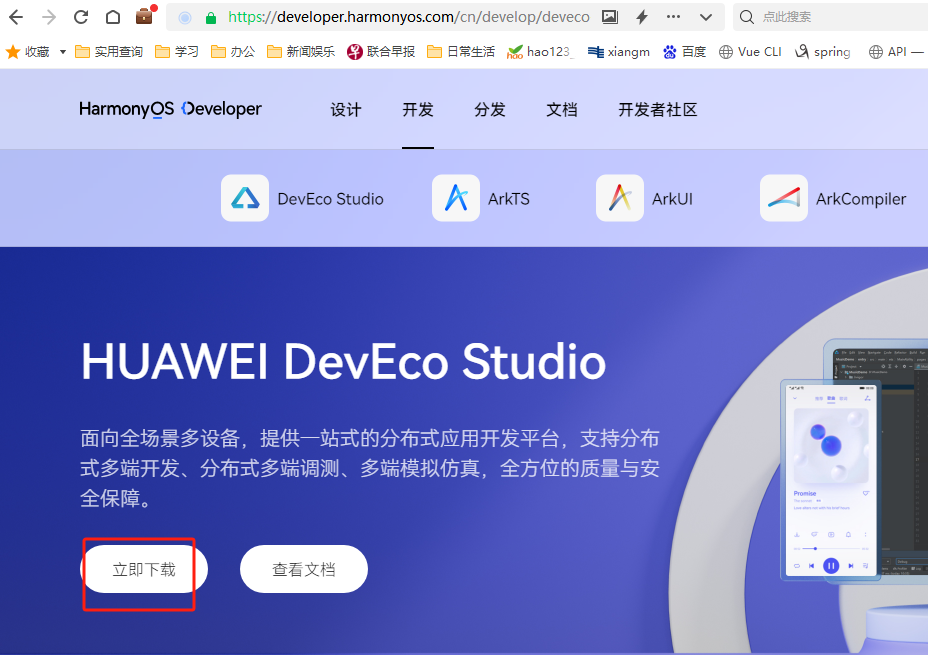 https://developer.harmonyos.com/cn/develop/deveco
点此搜索
收藏 实用查询 学习 办公 新闻娱乐 联合早报 日常生活 hao123_ xiangm 百度 Vue CLI spring API —
HarmonyOS Developer 设计 开发 分发 文档 开发者社区
DevEco Studio ArkTS ArkUI ArkCompiler
HUAWEI DevEco Studio
面向全场景多设备，提供一站式的分布式应用开发平台，支持分布
式多端开发、分布式多端调测、多端模拟仿真，全方位的质量与安
全保障。
立即下载 查看文档
Promise